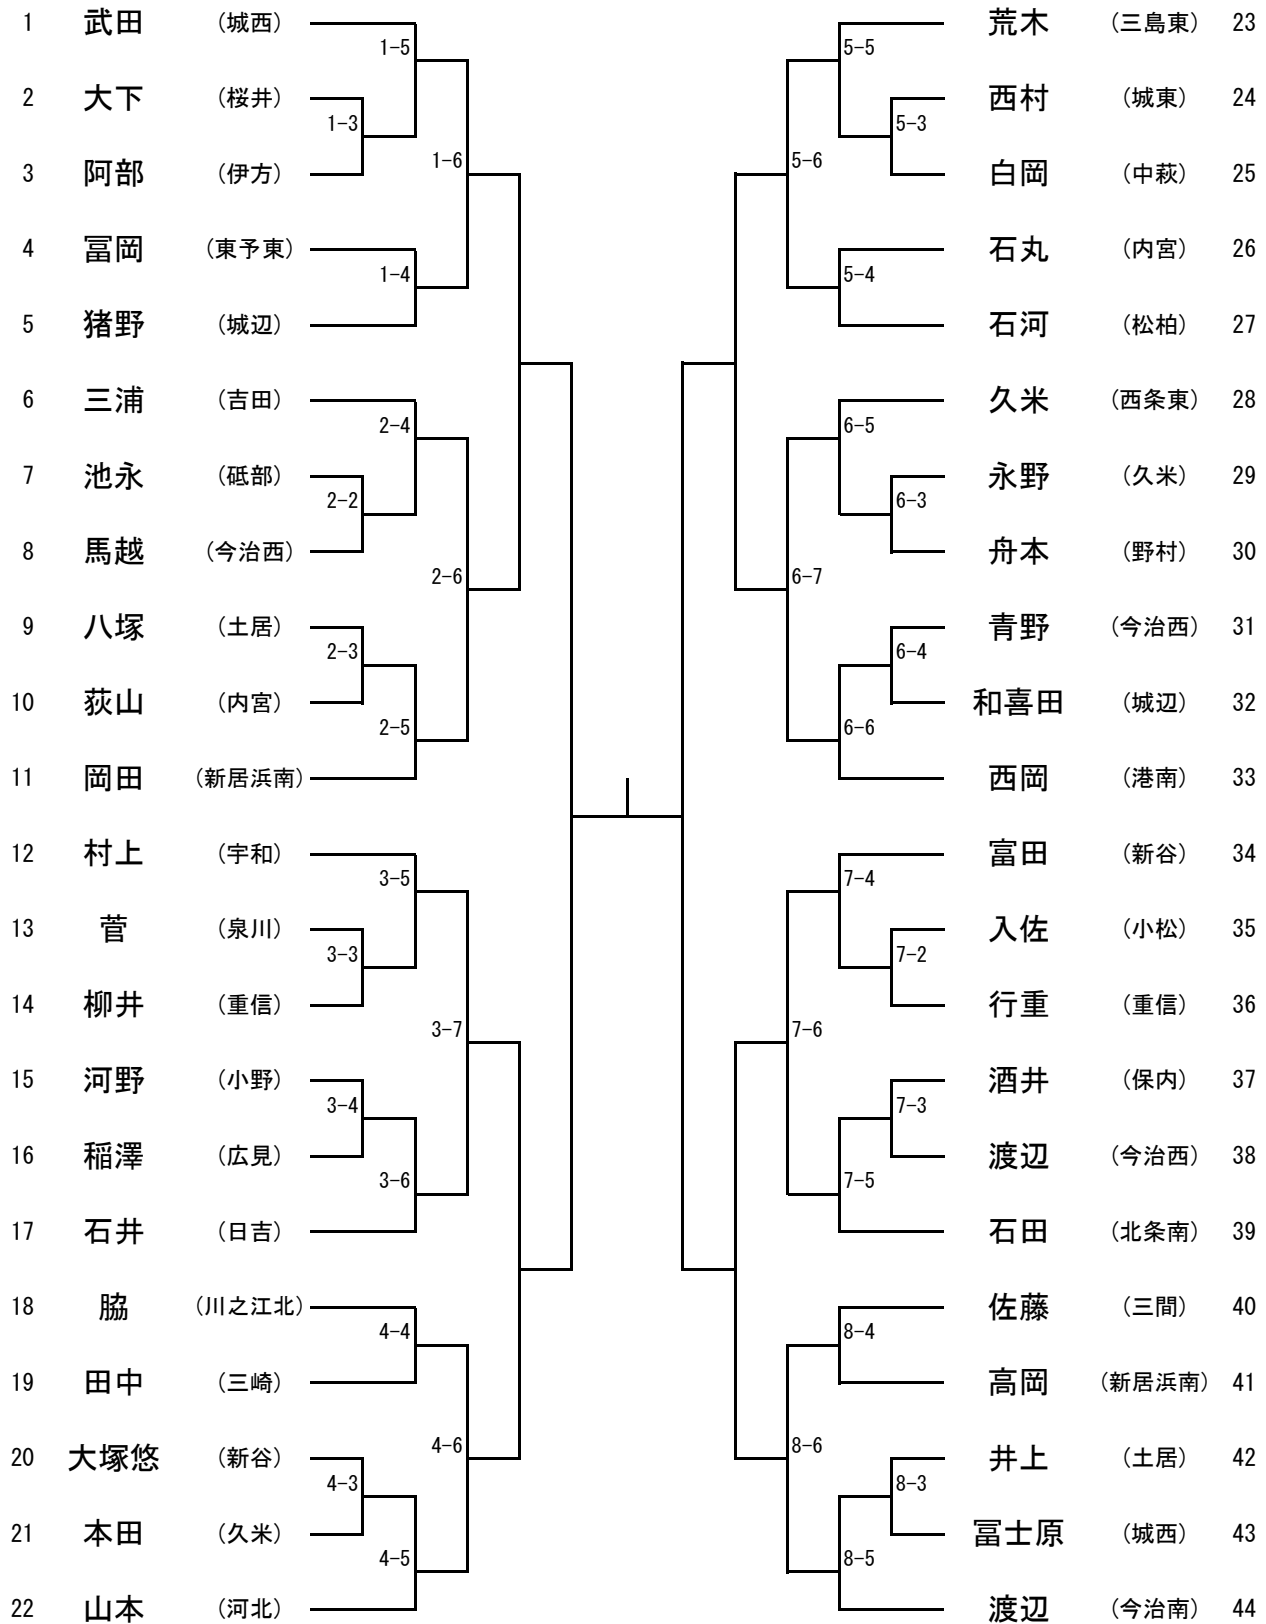 1 武田 (城西) 荒木 (三島東) 23
1-5 5-5
2 大下 (桜井) 西村 (城東) 24
1-3 5-3
1-6 5-6
3 阿部 (伊方) 白岡 (中萩) 25
4 冨岡 (東予東) 石丸 (内宮) 26
1-4 5-4
5 猪野 (城辺) 石河 (松柏) 27
6 三浦 (吉田) 久米 (西条東) 28
2-4 6-5
7 池永 (砥部) 永野 (久米) 29
2-2 6-3
8 馬越 (今治西) 舟本 (野村) 30
2-6 6-7
9 八塚 (土居) 青野 (今治西) 31
2-3 6-4
10 荻山 (内宮) 和喜田 (城辺) 32
2-5 6-6
11 岡田 (新居浜南) 西岡 (港南) 33
12 村上 (宇和) 富田 (新谷) 34
3-5 7-4
13 菅 (泉川) 入佐 (小松) 35
3-3 7-2
14 柳井 (重信) 行重 (重信) 36
3-7 7-6
15 河野 (小野) 酒井 (保内) 37
3-4 7-3
16 稲澤 (広見) 渡辺 (今治西) 38
3-6 7-5
17 石井 (日吉) 石田 (北条南) 39
18 脇 (川之江北) 佐藤 (三間) 40
4-4 8-4
19 田中 (三崎) 高岡 (新居浜南) 41
4-6 8-6
20 大塚悠 (新谷) 井上 (土居) 42
4-3 8-3
21 本田 (久米) 冨士原 (城西) 43
4-5 8-5
22 山本 (河北) 渡辺 (今治南) 44